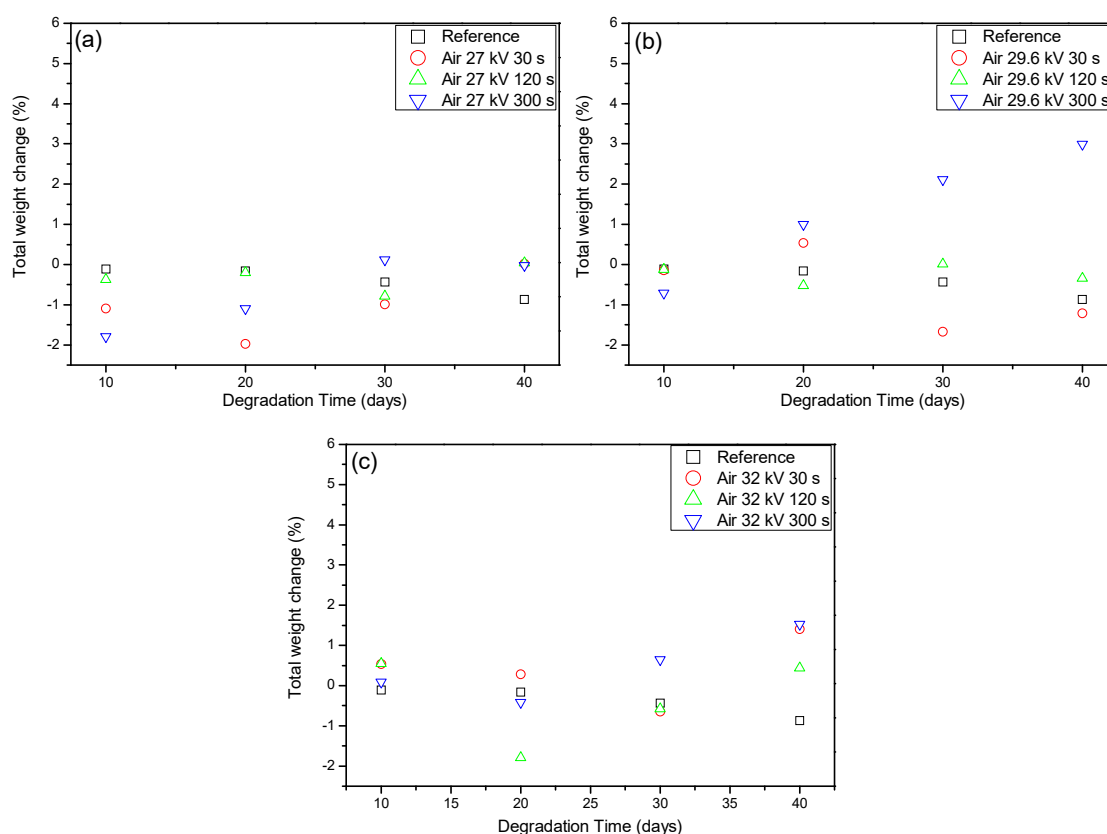 (a)
Reference
Air 27 kV 30 s
Air 27 kV 120 s
Air 27 kV 300 s
6
5
4
3
2
1
0
-1
-2
Total weight change (%)
10
20
30
40
Degradation Time (days)
(b)
Reference
Air 29.6 kV 30 s
Air 29.6 kV 120 s
Air 29.6 kV 300 s
6
5
4
3
2
1
0
-1
-2
Total weight change (%)
10
20
30
40
Degradation Time (days)
(c)
Reference
Air 32 kV 30 s
Air 32 kV 120 s
Air 32 kV 300 s
6
5
4
3
2
1
0
-1
-2
Total weight change (%)
10
15
20
25
30
35
40
Degradation Time (days)